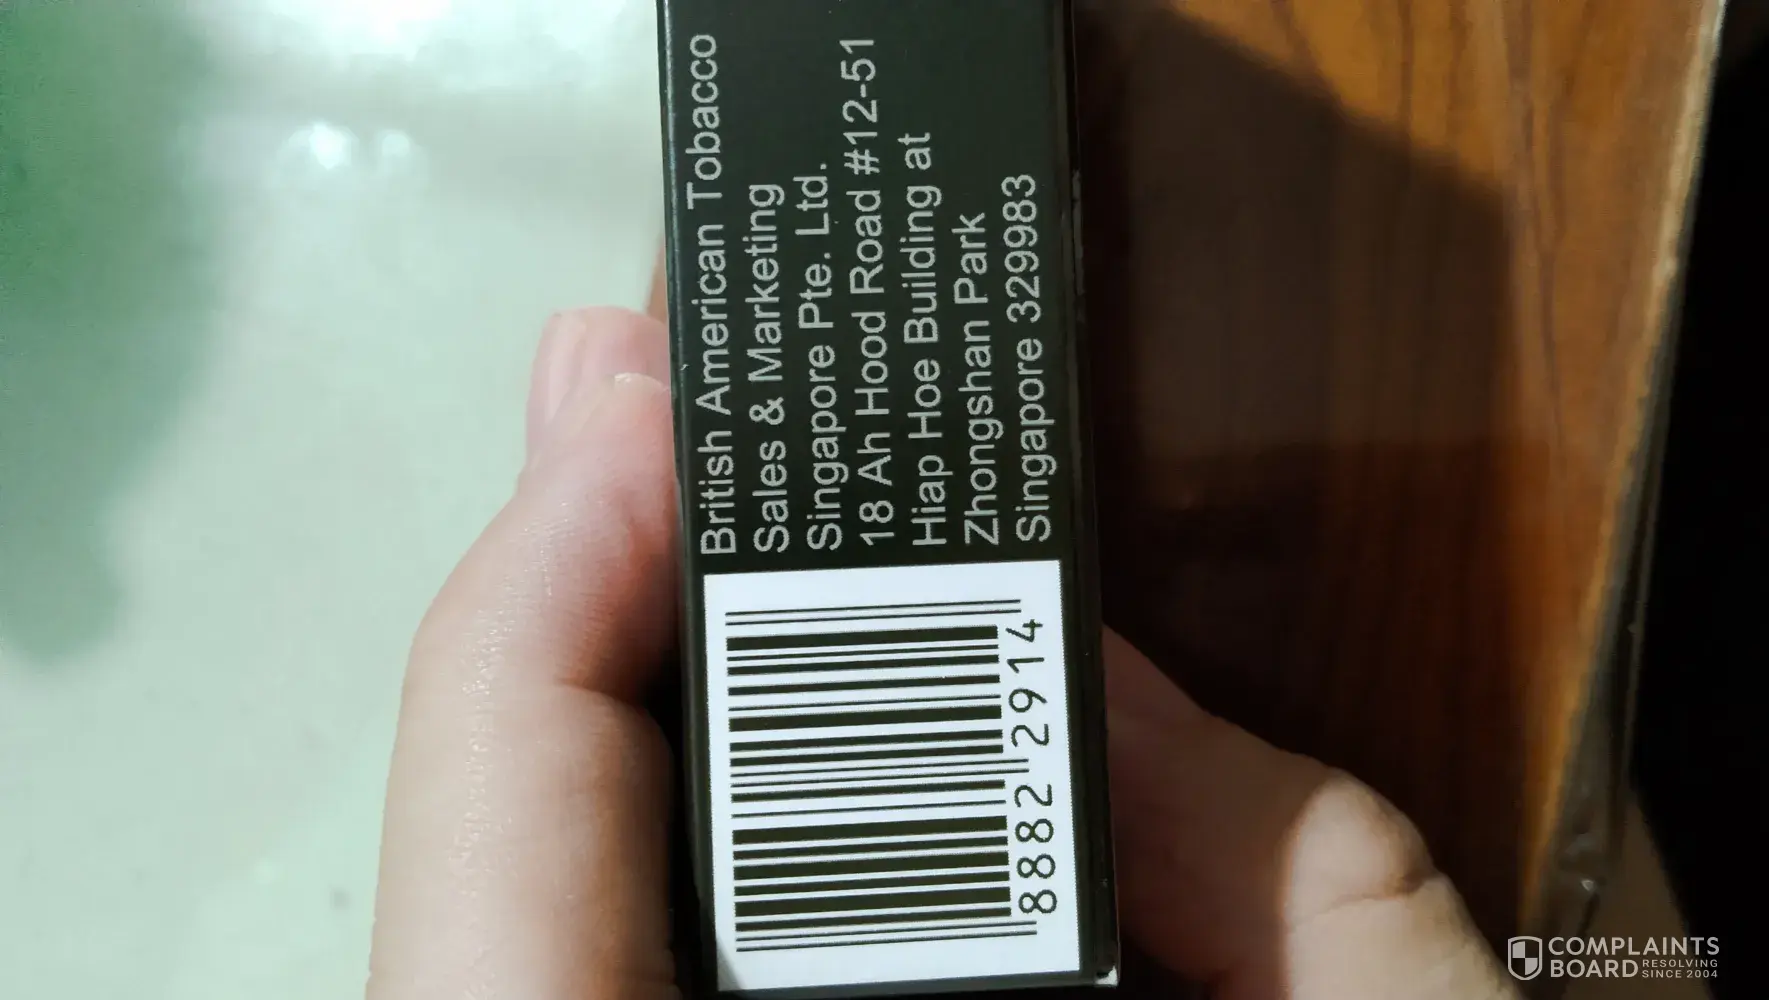 British American Tobacco
Sales & Marketing
Singapore Pte. Ltd.
18 Ah Hood Road #12-51
Hiap Hoe Building at
Zhongshan Park
Singapore 329983
8882 2914
COMPLAINTS
BOARD RESOLVING
SINCE 2004